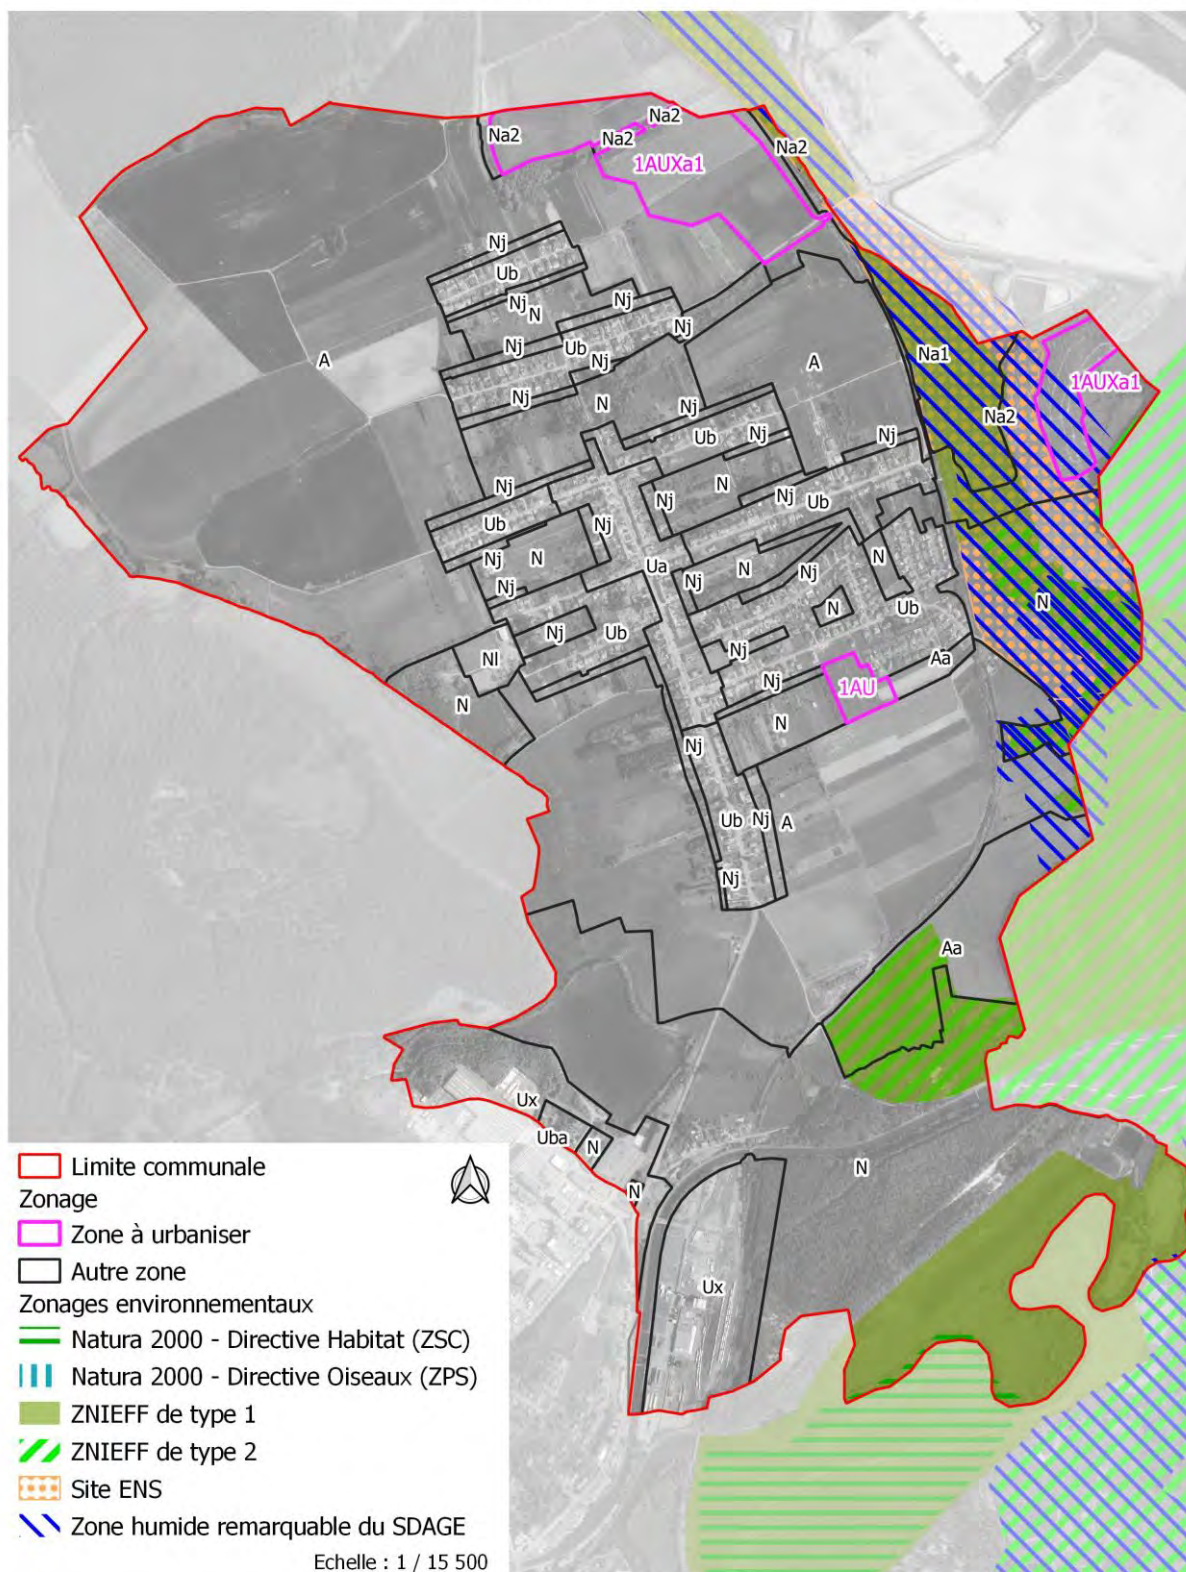 Na2
Na2
Na2
Na2
1AUXa1
Nj
Ub
Nj
N
Nj
Nj
Nj
Ub
Nj
Nj
A
A
Na1
1AUXa1
Na2
N
Nj
Ub
Nj
Nj
Nj
Nj
N
Nj
Ub
Ub
Nj
Nj
N
Ua
Nj
N
Nj
N
Nj
Nj
Ub
N
Ub
N
Nl
Nj
Aa
N
Nj
1AU
N
Nj
Ub
Nj
A
Nj
Aa
Ux
Uba
N
N
N
Ux
Limite communale
Zonage
Zone à urbaniser
Autre zone
Zonages environnementaux
Natura 2000 - Directive Habitat (ZSC)
Natura 2000 - Directive Oiseaux (ZPS)
ZNIEFF de type 1
ZNIEFF de type 2
Site ENS
Zone humide remarquable du SDAGE
Echelle : 1 / 15 500